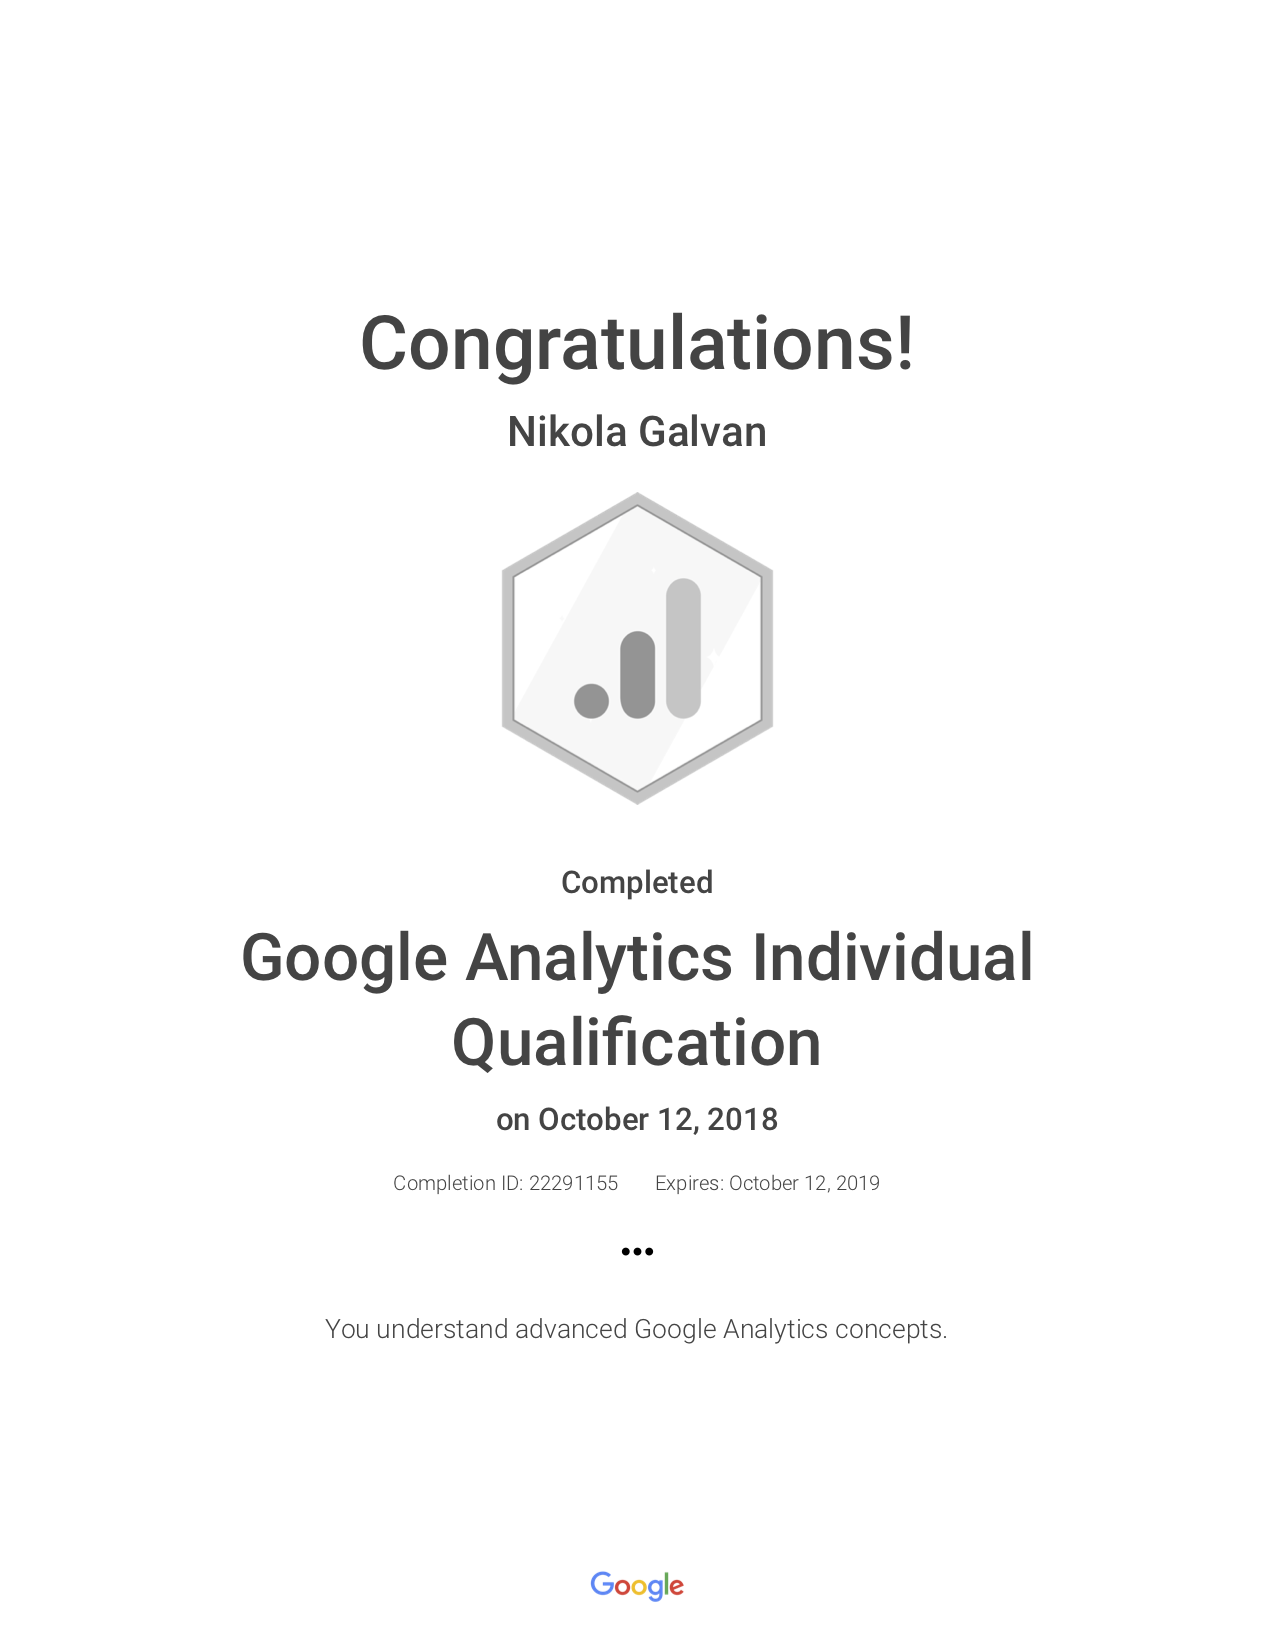 Congratulations!
Nikola Galvan
Completed
Google Analytics Individual
Qualification
on October 12, 2018
Completion ID: 22291155 Expires: October 12, 2019
•••
You understand advanced Google Analytics concepts.
Google